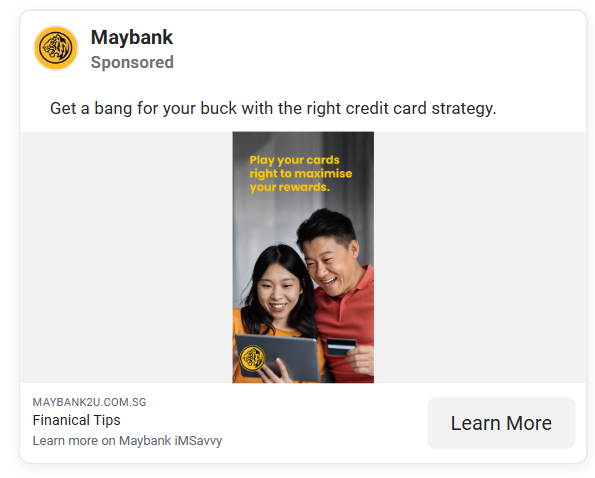 Maybank
Sponsored
Get a bang for your buck with the right credit card strategy.
Play your cards
right to maximise
your rewards.
MAYBANK2U.COM.SG
Finanical Tips
Learn more on Maybank iMSavvy
Learn More